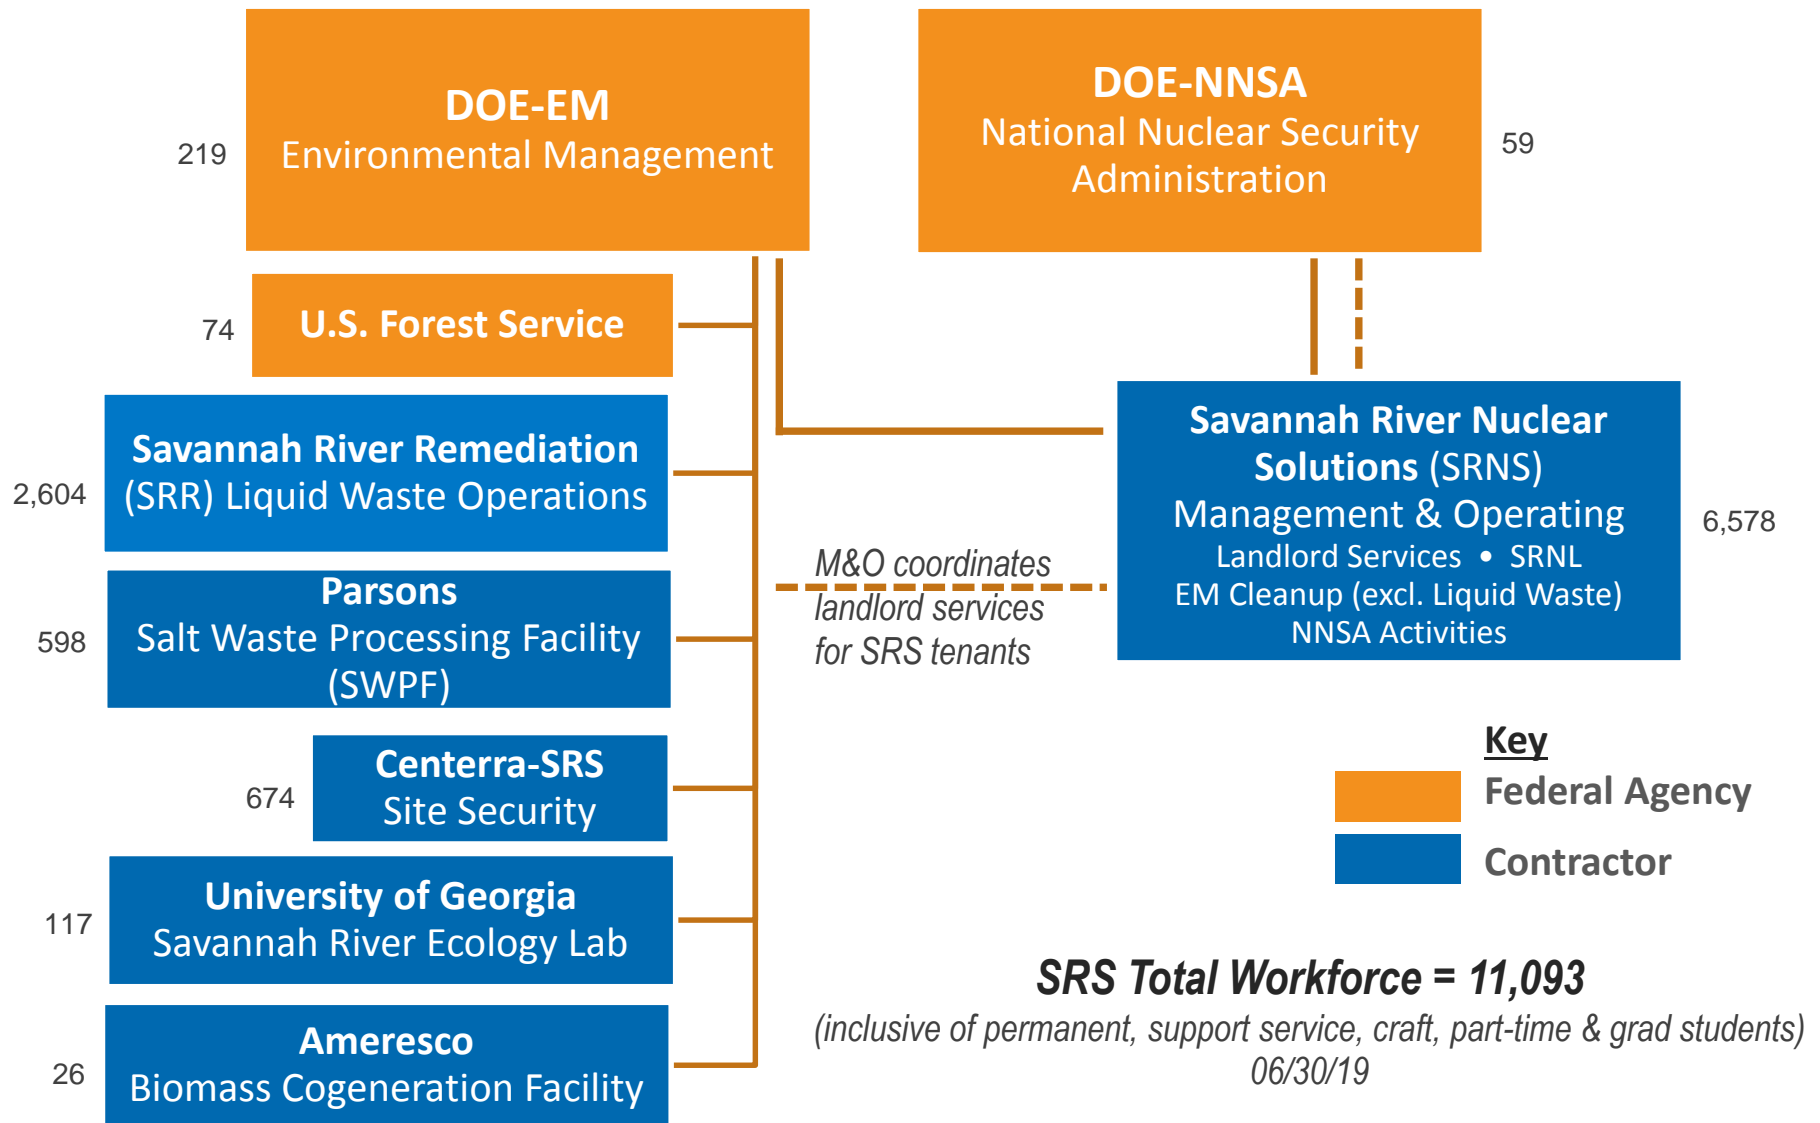 DOE-EM
Environmental Management
219
DOE-NNSA
National Nuclear Security
Administration
59
U.S. Forest Service
74
Savannah River Remediation
(SRR) Liquid Waste Operations
2,604
Parsons
Salt Waste Processing Facility
(SWPF)
598
Centerra-SRS
Site Security
674
University of Georgia
Savannah River Ecology Lab
117
Ameresco
Biomass Cogeneration Facility
26
M&O coordinates
landlord services
for SRS tenants
Savannah River Nuclear
Solutions (SRNS)
Management & Operating
Landlord Services • SRNL
EM Cleanup (excl. Liquid Waste)
NNSA Activities
6,578
Key
Federal Agency
Contractor
SRS Total Workforce = 11,093
(inclusive of permanent, support service, craft, part-time & grad students)
06/30/19